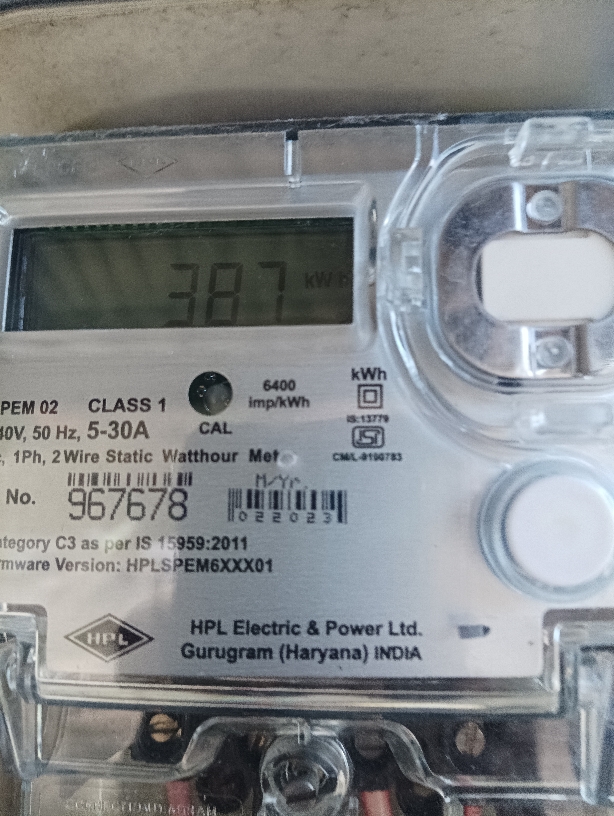 387 kWh
PEM 02 CLASS 1
6400
imp/kWh
kWh
40V, 50 Hz, 5-30A
CAL
IS:13779
, 1Ph, 2 Wire Static Watthour Met
CM/L-9190783
No. 967678
M/Yr.
022023
tegory C3 as per IS 15959:2011
mware Version: HPLSPEM6XXX01
HPL
HPL Electric & Power Ltd.
Gurugram (Haryana) INDIA